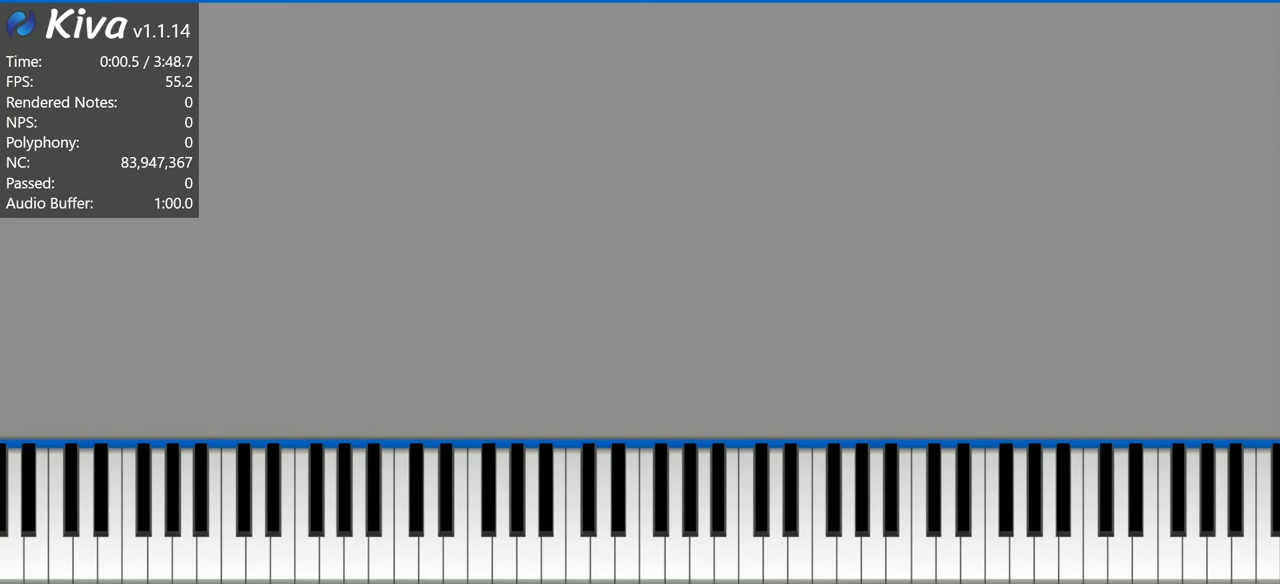 Kiva v1.1.14
Time: 0:00.5 / 3:48.7
FPS: 55.2
Rendered Notes: 0
NPS: 0
Polyphony: 0
NC: 83,947,367
Passed: 0
Audio Buffer: 1:00.0